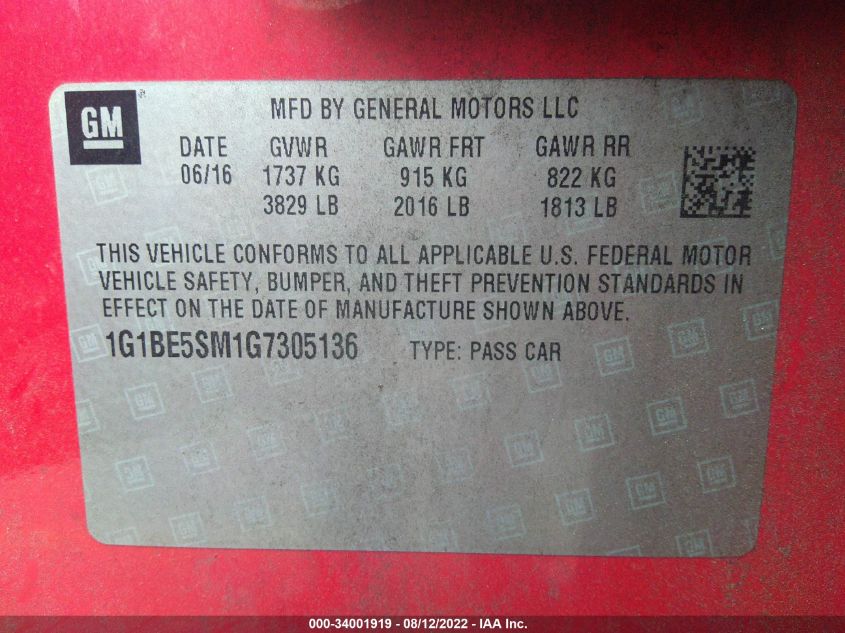 GM
MFD BY GENERAL MOTORS LLC
DATE GVWR GAWR FRT GAWR RR
06/16 1737 KG 915 KG 822 KG
3829 LB 2016 LB 1813 LB
THIS VEHICLE CONFORMS TO ALL APPLICABLE U.S. FEDERAL MOTOR
VEHICLE SAFETY, BUMPER, AND THEFT PREVENTION STANDARDS IN
EFFECT ON THE DATE OF MANUFACTURE SHOWN ABOVE.
1G1BE5SM1G7305136 TYPE: PASS CAR
000-34001919 - 08/12/2022 - IAA Inc.